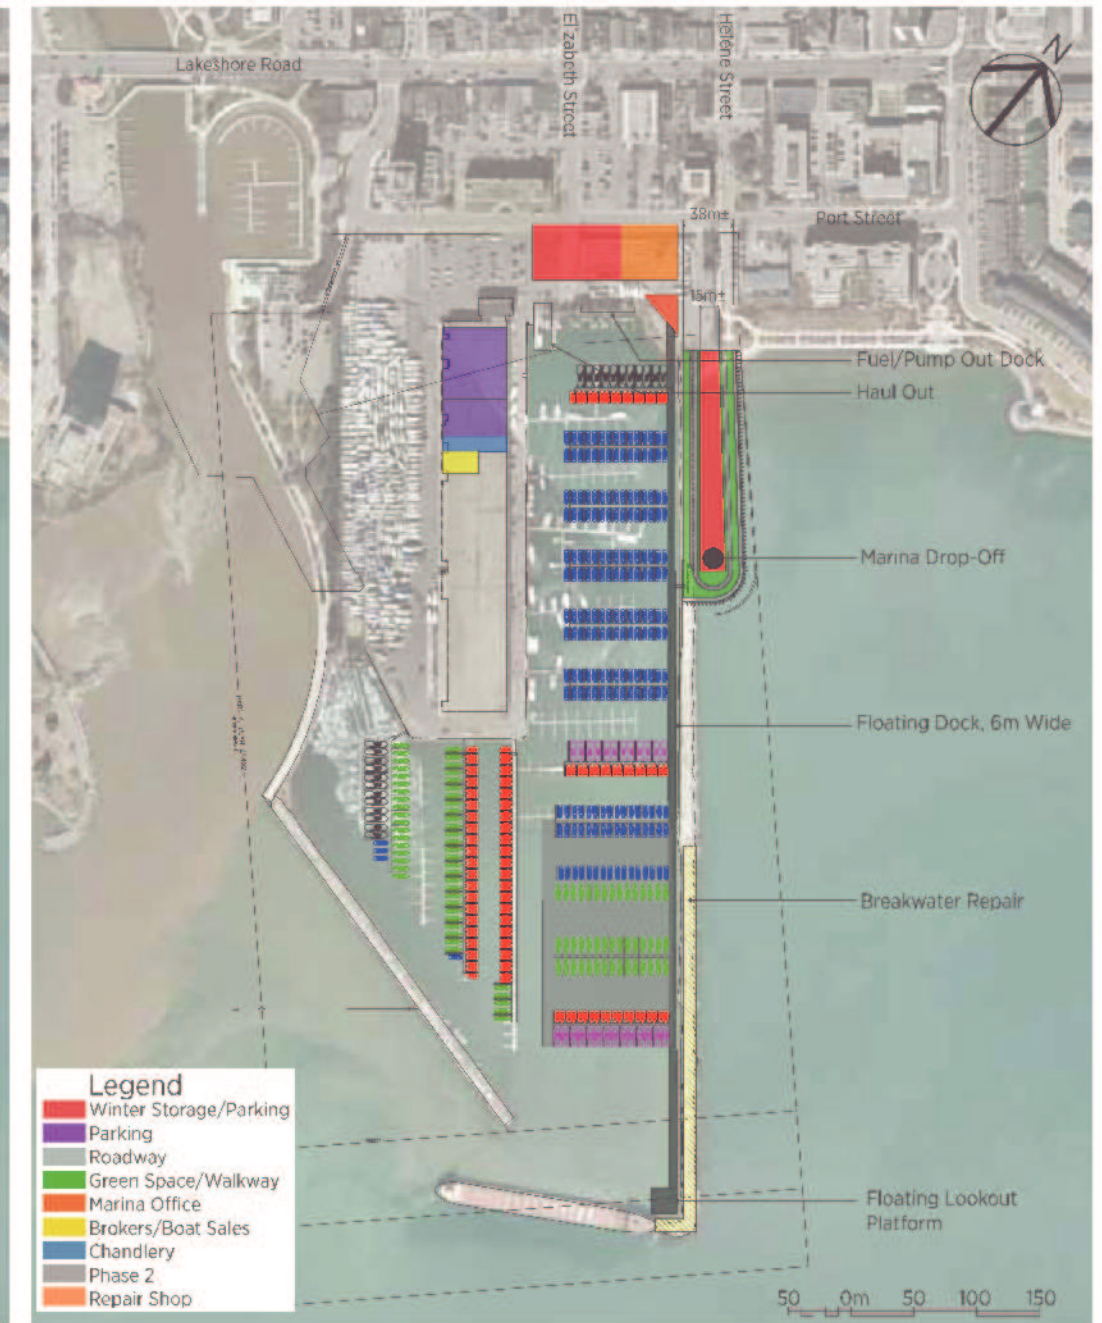 Lakeshore Road
Elizabeth Street
Helene Street
N
38m±
Port Street
15m±
Fuel/Pump Out Dock
Haul Out
Marina Drop-Off
Floating Dock, 6m Wide
Breakwater Repair
Floating Lookout
Platform
Legend
Winter Storage/Parking
Parking
Roadway
Green Space/Walkway
Marina Office
Brokers/Boat Sales
Chandlery
Phase 2
Repair Shop
50 0m 50 100 150